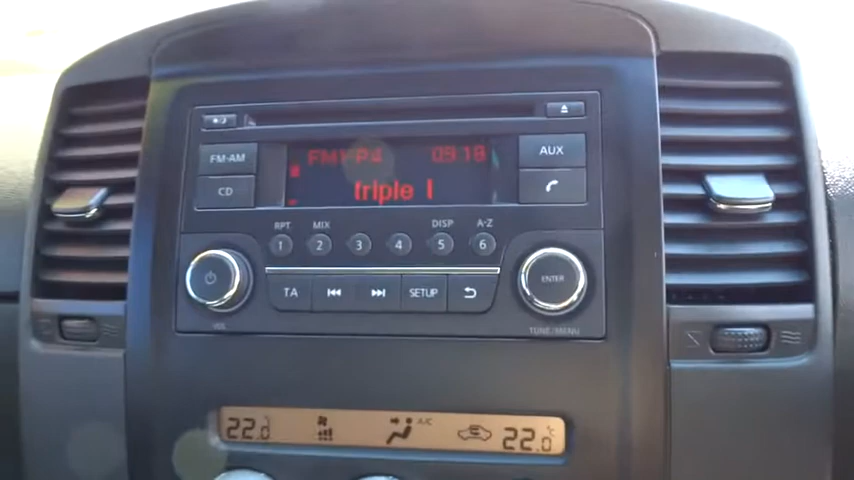 FM1 P4 09.18
triple J
FM·AM
CD
AUX
RPT MIX DISP A-Z
1 2 3 4 5 6
TA SETUP
ENTER
VOL
TUNE/MENU
22.0 A/C 22.0°C